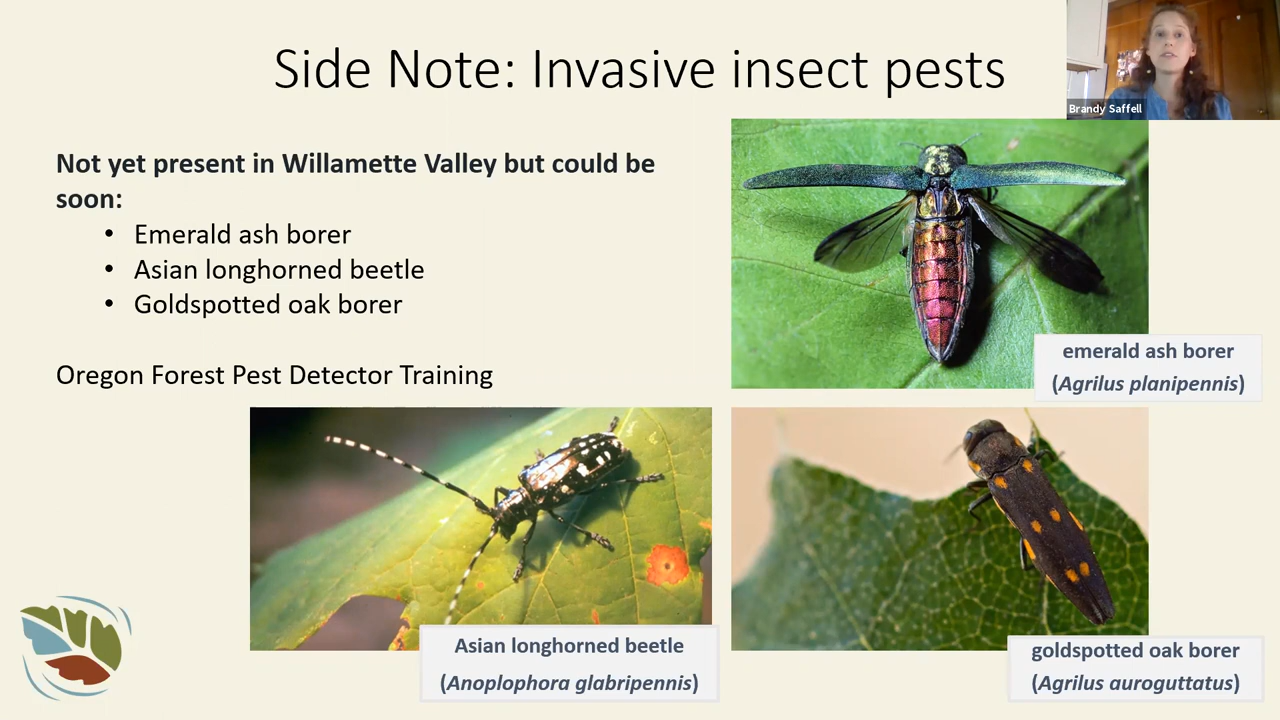 Side Note: Invasive insect pests
Brandy Saffell
Not yet present in Willamette Valley but could be
soon:
• Emerald ash borer
• Asian longhorned beetle
• Goldspotted oak borer
Oregon Forest Pest Detector Training
emerald ash borer
(Agrilus planipennis)
Asian longhorned beetle
(Anoplophora glabripennis)
goldspotted oak borer
(Agrilus auroguttatus)